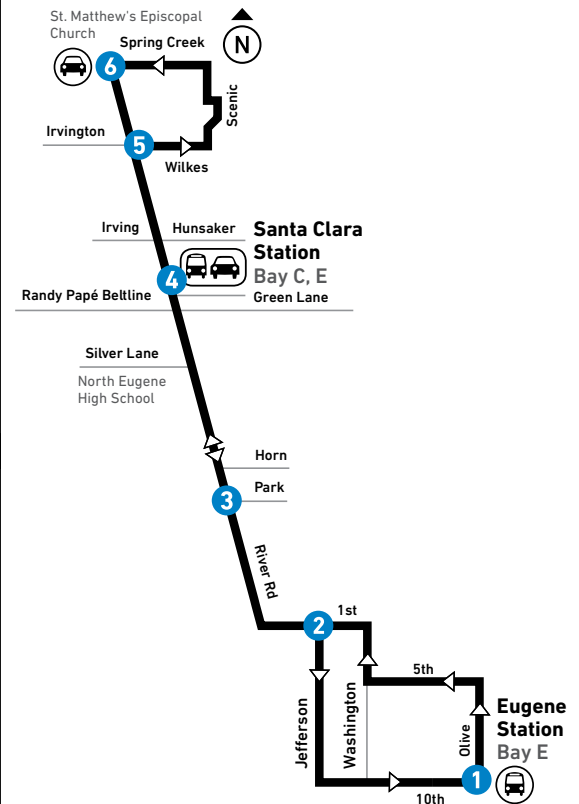 St. Matthew's Episcopal
Church
Spring Creek
N
6
Scenic
Irvington
5
Wilkes
Irving
Hunsaker
Santa Clara
Station
Bay C, E
4
Randy Papé Beltline
Green Lane
Silver Lane
North Eugene
High School
Horn
Park
3
River Rd
1st
2
5th
Jefferson
Washington
Olive
Eugene
Station
Bay E
1
10th